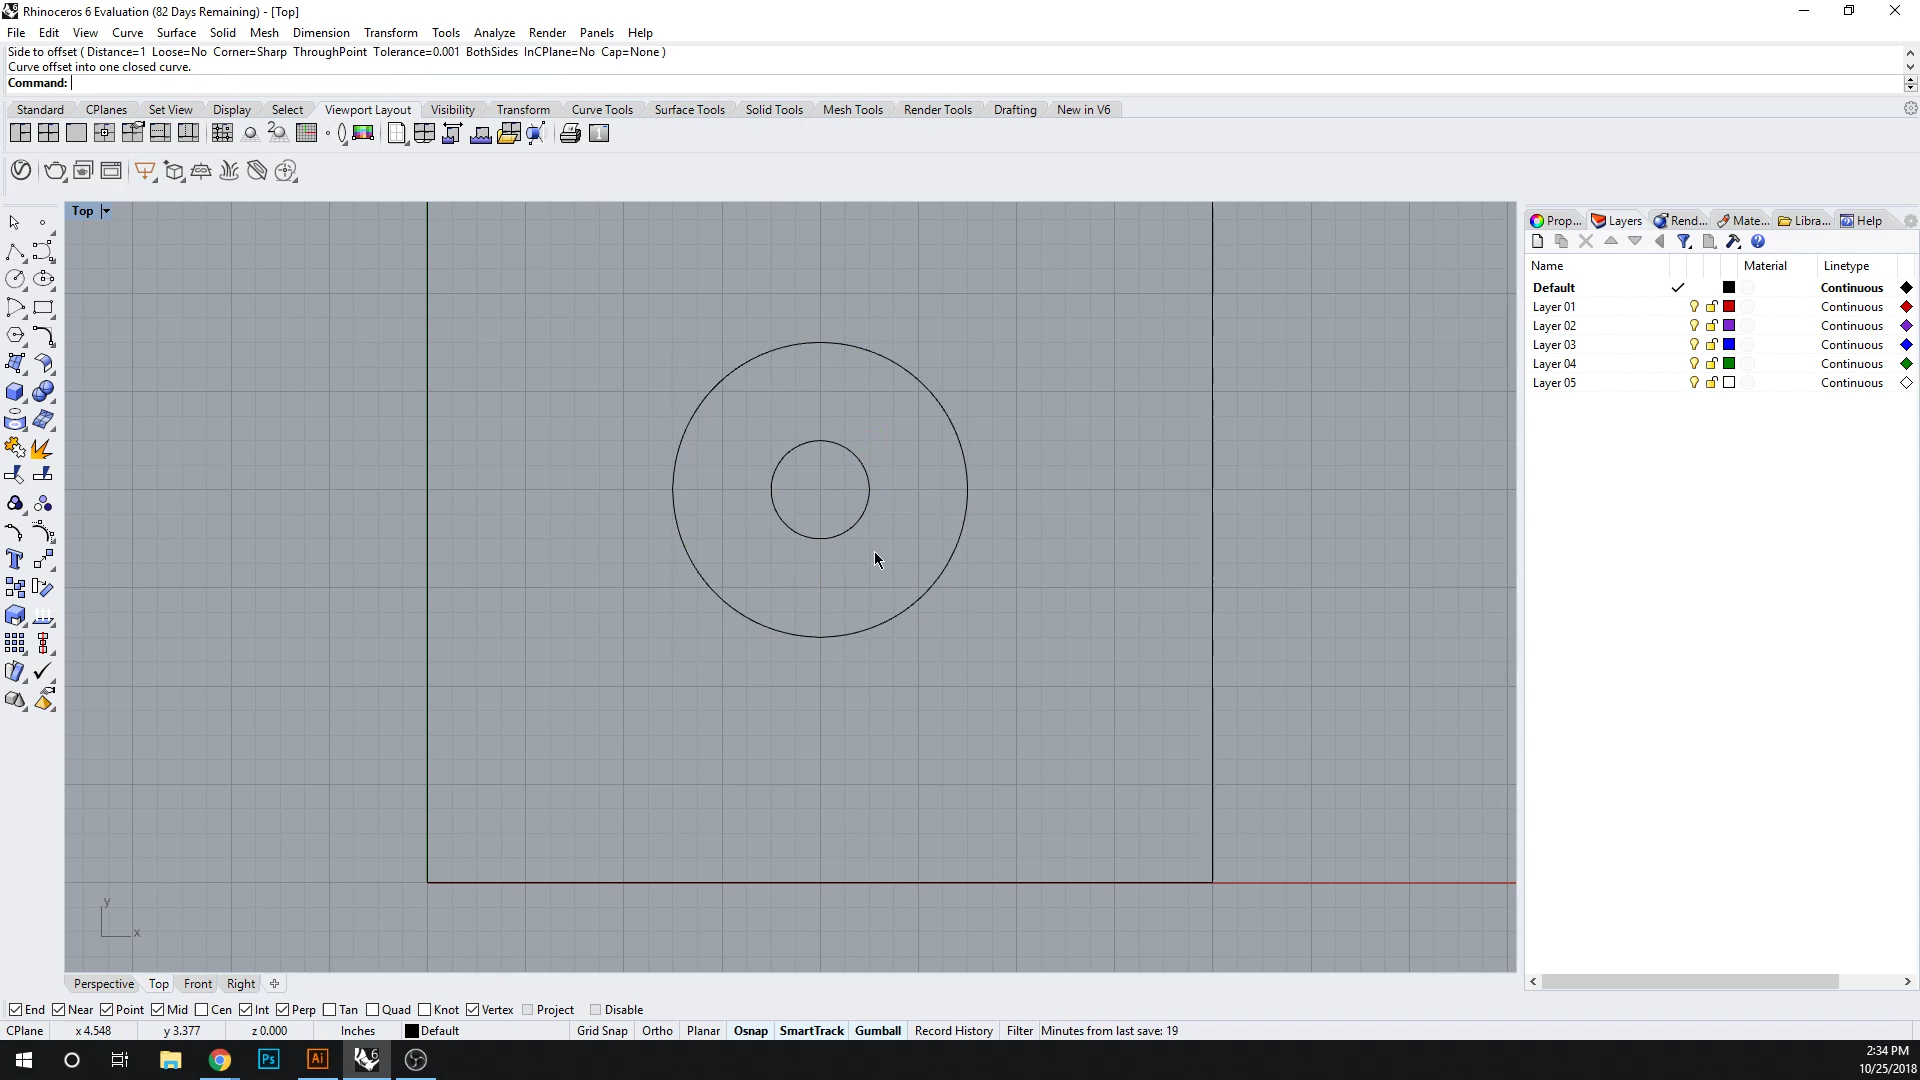 Rhinoceros 6 Evaluation (82 Days Remaining) - [Top]
File Edit View Curve Surface Solid Mesh Dimension Transform Tools Analyze Render Panels Help
Side to offset ( Distance=1 Loose=No Corner=Sharp ThroughPoint Tolerance=0.001 BothSides InCPlane=No Cap=None )
Curve offset into one closed curve.
Command:
Standard CPlanes Set View Display Select Viewport Layout Visibility Transform Curve Tools Surface Tools Solid Tools Mesh Tools Render Tools Drafting New in V6
Top
Prop... Layers Rend... Mate... Libra... Help
Name Material Linetype
Default Continuous
Layer 01 Continuous
Layer 02 Continuous
Layer 03 Continuous
Layer 04 Continuous
Layer 05 Continuous
y
x
Perspective Top Front Right
End Near Point Mid Cen Int Perp Tan Quad Knot Vertex Project Disable
CPlane x 4.548 y 3.377 z 0.000 Inches Default Grid Snap Ortho Planar Osnap SmartTrack Gumball Record History Filter Minutes from last save: 19
Ps Ai 6
2:34 PM
10/25/2018